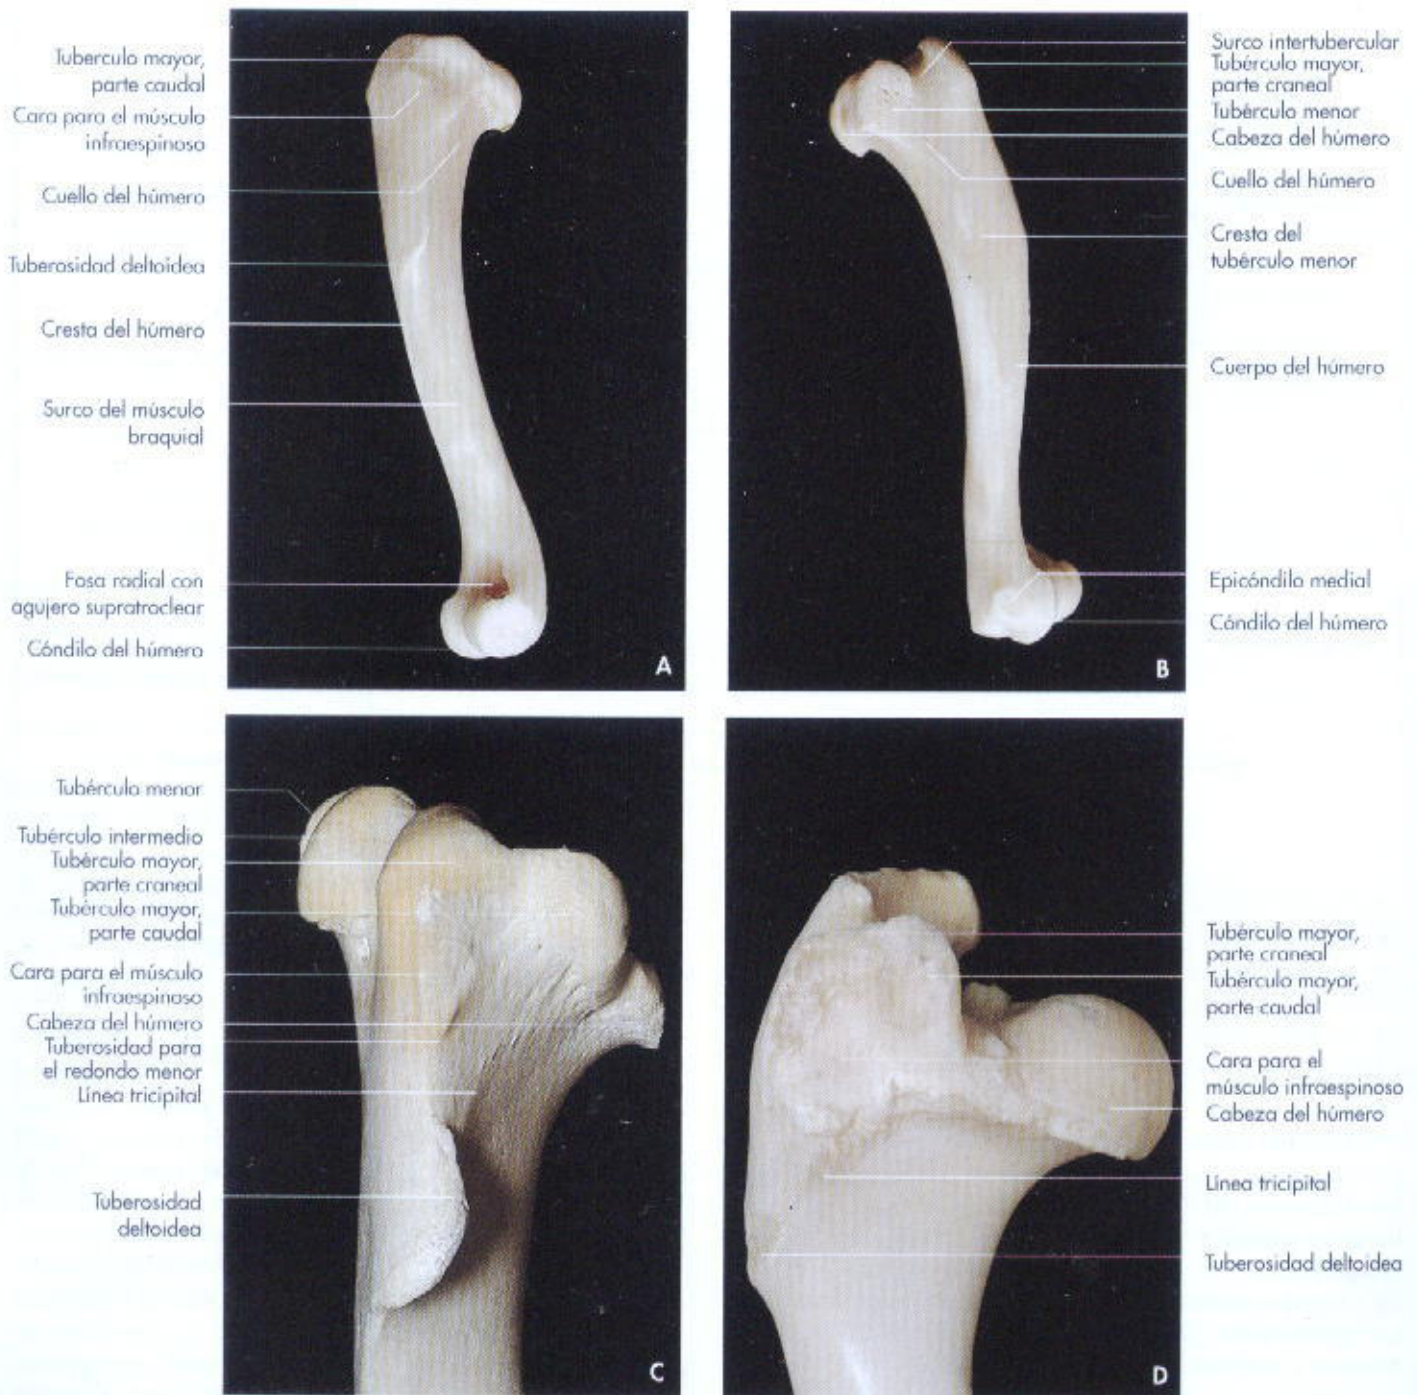 Tuberculo mayor,
parte caudal
Cara para el músculo
infraespinoso
Cuello del húmero
Tuberosidad deltoidea
Cresta del húmero
Surco del músculo
braquial
Fosa radial con
agujero supratroclear
Cóndilo del húmero
A
Surco intertubercular
Tubérculo mayor,
parte craneal
Tubérculo menor
Cabeza del húmero
Cuello del húmero
Cresta del
tubérculo menor
Cuerpo del húmero
Epicóndilo medial
Cóndilo del húmero
B
Tubérculo menor
Tubérculo intermedio
Tubérculo mayor,
parte craneal
Tubérculo mayor,
parte caudal
Cara para el músculo
infraespinoso
Cabeza del húmero
Tuberosidad para
el redondo menor
Línea tricipital
Tuberosidad
deltoidea
C
Tubérculo mayor,
parte craneal
Tubérculo mayor,
parte caudal
Cara para el
músculo infraespinoso
Cabeza del húmero
Línea tricipital
Tuberosidad deltoidea
D